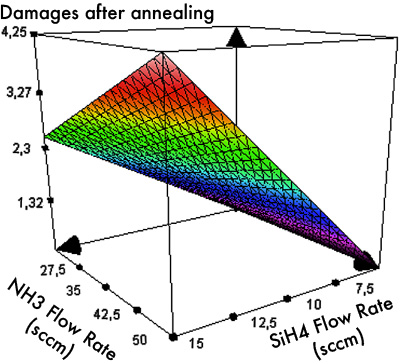 Damages after annealing
4,25
3,27
2,3
1,32
27,5
35
42,5
50
NH3 Flow Rate
(sccm)
15
12,5
10
7,5
SiH4 Flow Rate
(sccm)